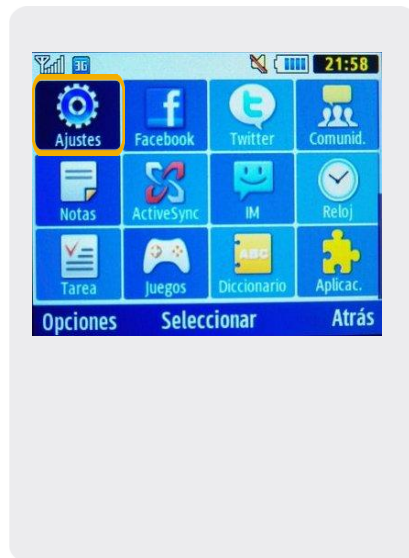 3G 21:58
Ajustes Facebook Twitter Comunid.
ABC
Notas ActiveSync IM Reloj
Tarea Juegos Diccionario Aplicac.
Opciones Seleccionar Atrás